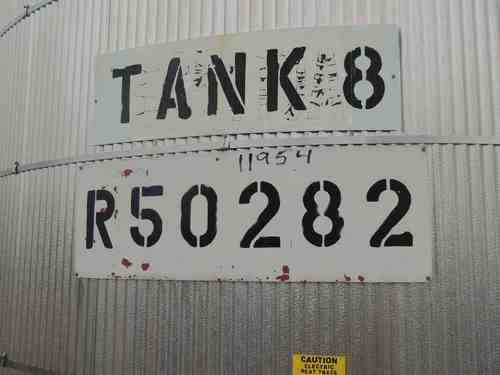 TANK 8
11954
R50282
CAUTION
ELECTRIC
HEAT TRACE